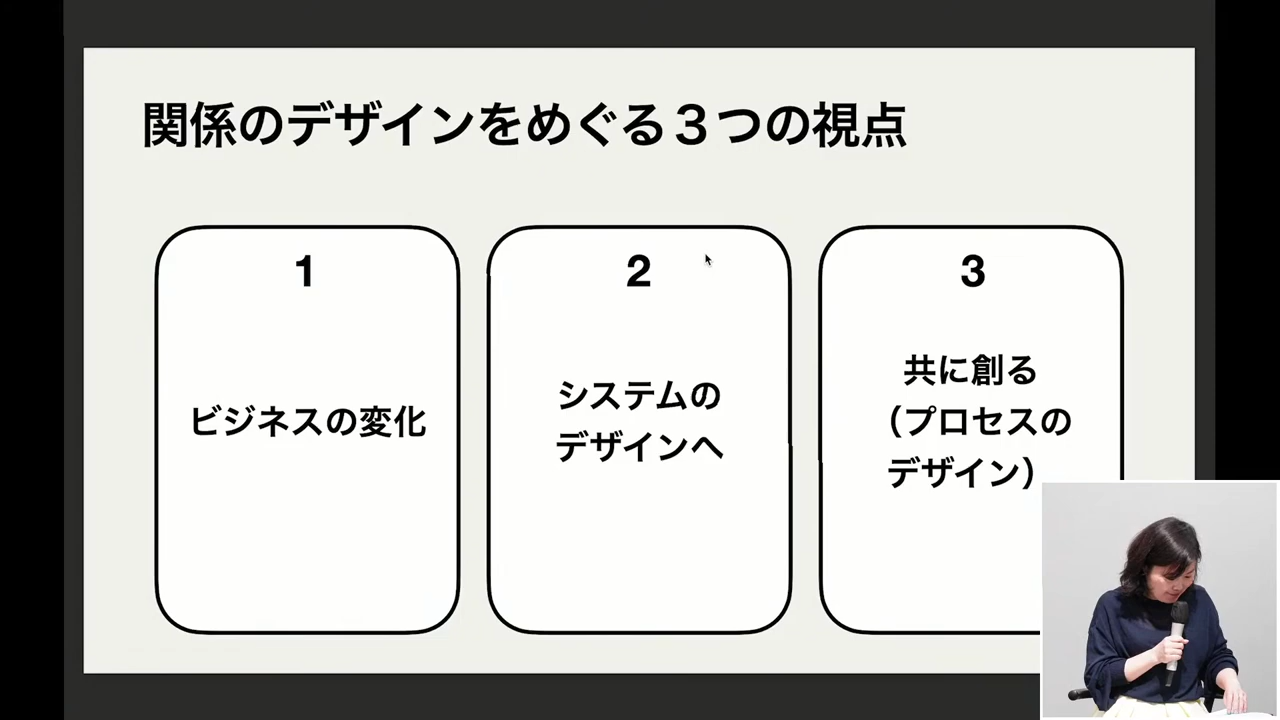 関係のデザインをめぐる３つの視点
1
ビジネスの変化
2
システムの
デザインへ
3
共に創る
（プロセスの
デザイン）